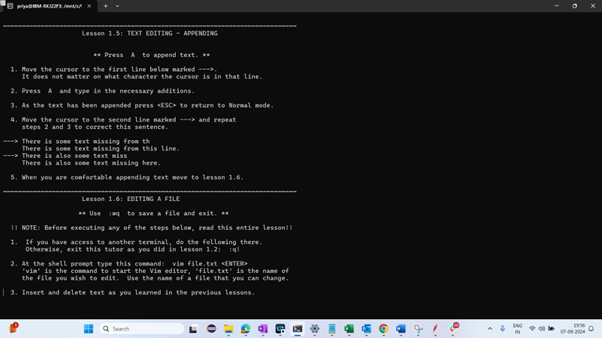 priya@IBM-9XJ22F3: /mnt/c/
Lesson 1.5: TEXT EDITING - APPENDING
** Press A to append text. **
1. Move the cursor to the first line below marked --->.
It does not matter on what character the cursor is in that line.
2. Press A and type in the necessary additions.
3. As the text has been appended press <ESC> to return to Normal mode.
4. Move the cursor to the second line marked ---> and repeat
steps 2 and 3 to correct this sentence.
---> There is some text missing from th
There is some text missing from this line.
---> There is also some text miss
There is also some text missing here.
5. When you are comfortable appending text move to lesson 1.6.
Lesson 1.6: EDITING A FILE
** Use :wq to save a file and exit. **
!! NOTE: Before executing any of the steps below, read this entire lesson!!
1. If you have access to another terminal, do the following there.
Otherwise, exit this tutor as you did in lesson 1.2: :q!
2. At the shell prompt type this command: vim file.txt <ENTER>
'vim' is the command to start the Vim editor, 'file.txt' is the name of
the file you wish to edit. Use the name of a file that you can change.
3. Insert and delete text as you learned in the previous lessons.
Search
ENG
IN
19:56
07-09-2024